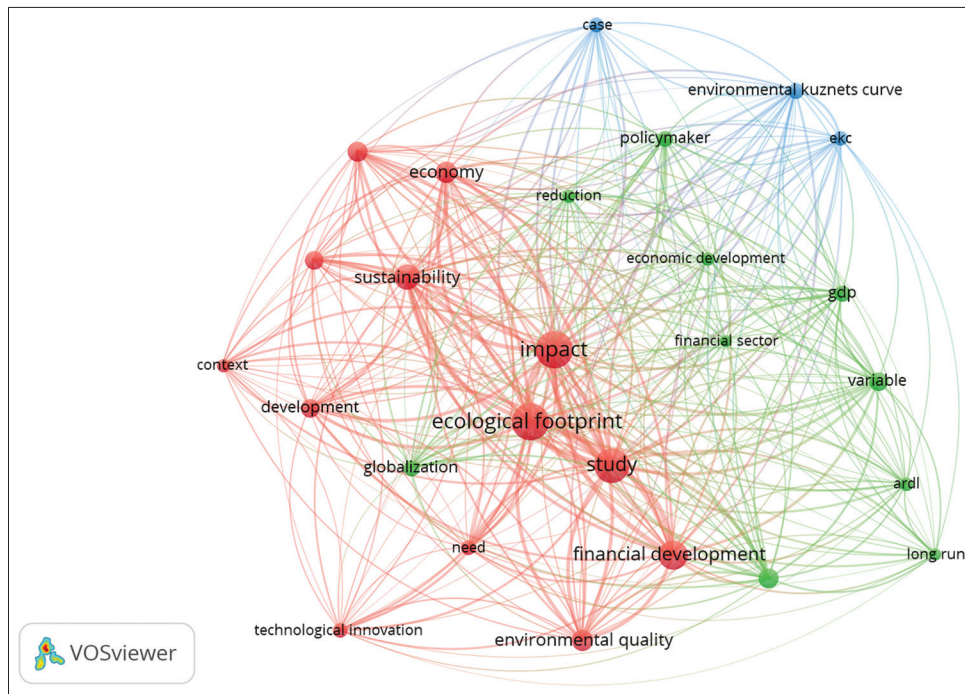 case
environmental kuznets curve
policymaker
ekc
economy
reduction
economic development
sustainability
gdp
financial sector
impact
context
variable
development
ecological footprint
study
globalization
ardl
need
financial development
long run
technological innovation
environmental quality
VOSviewer